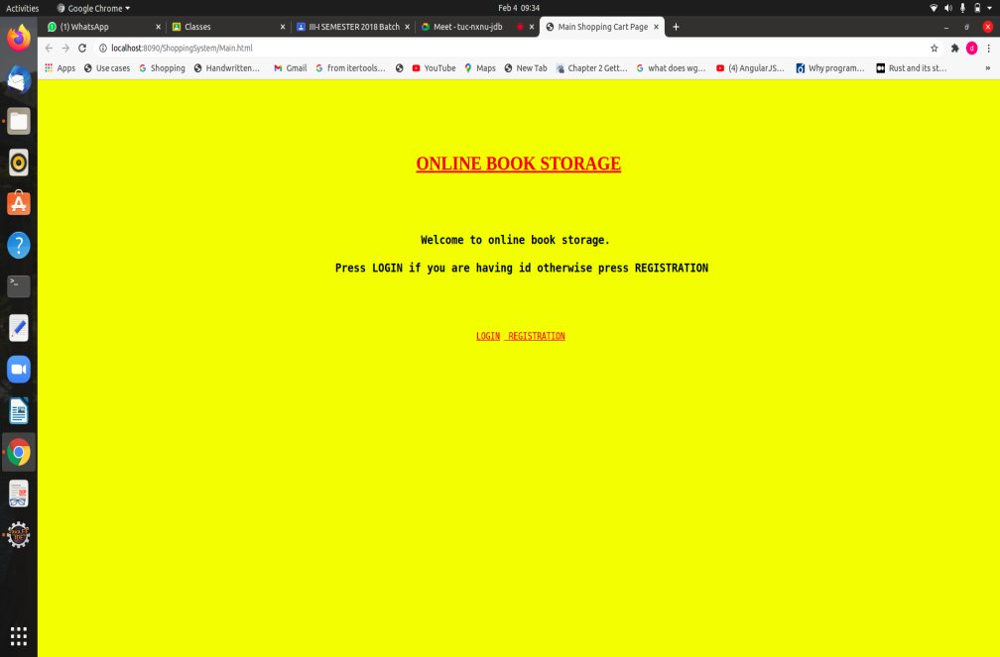 Activities Google Chrome Feb 4 09:34
(1) WhatsApp Classes III-I SEMESTER 2018 Batch Meet - tuc-nxnu-jdb Main Shopping Cart Page
localhost:8090/ShoppingSystem/Main.html d
Apps Use cases Shopping Handwritten... Gmail from itertools... YouTube Maps New Tab Chapter 2 Gett... what does wg... (4) AngularJS... Why program... Rust and its st... »
ONLINE BOOK STORAGE
Welcome to online book storage.
Press LOGIN if you are having id otherwise press REGISTRATION
LOGIN REGISTRATION